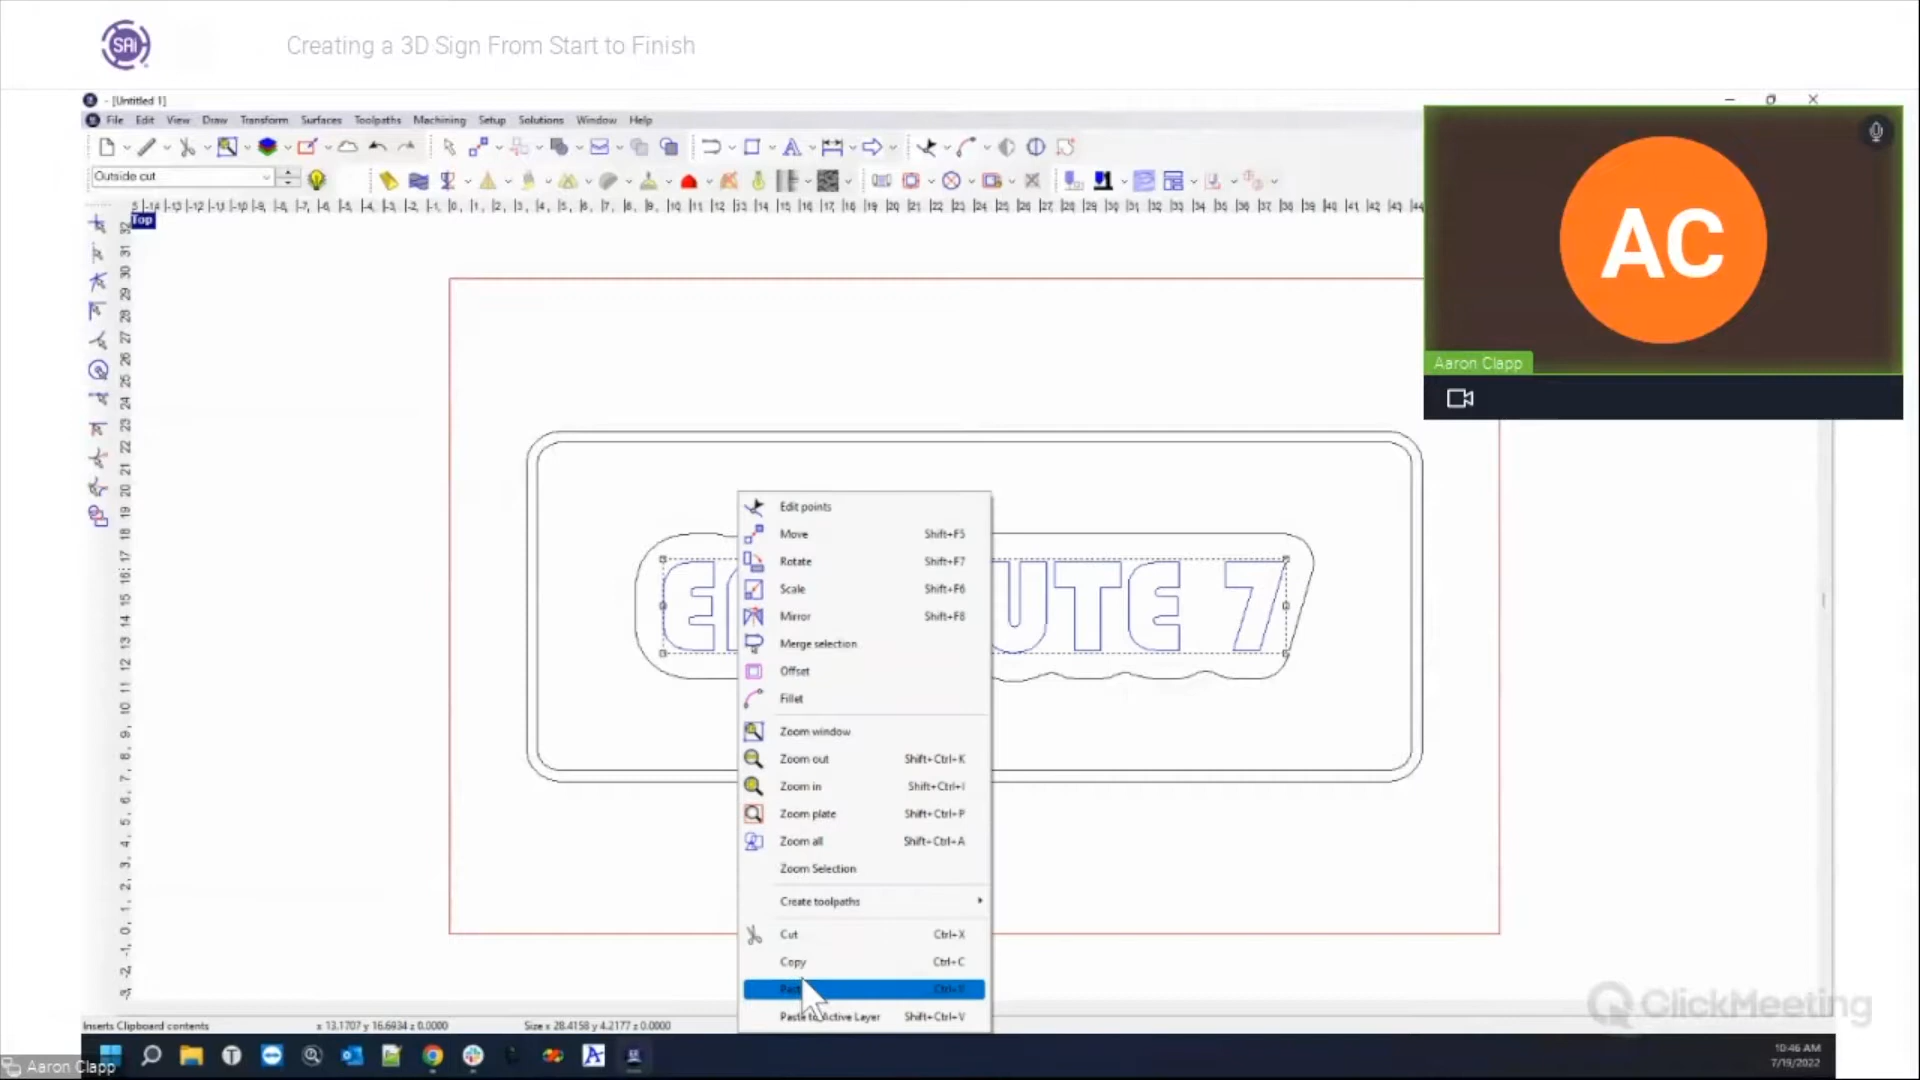 SAi
Creating a 3D Sign From Start to Finish
- [Untitled 1]
File Edit View Draw Transform Surfaces Toolpaths Machining Setup Solutions Window Help
Outside cut
Top
AC
Aaron Clapp
Edit points
Move Shift+F5
Rotate Shift+F7
Scale Shift+F6
Mirror Shift+F8
Merge selection
Offset
Fillet
UTE 7
Zoom window
Zoom out Shift+Ctrl+K
Zoom in Shift+Ctrl+I
Zoom plate Shift+Ctrl+P
Zoom all Shift+Ctrl+A
Zoom Selection
Create toolpaths
Cut Ctrl+X
Copy Ctrl+C
Paste to Active Layer Shift+Ctrl+V
ClickMeeting
Inserts Clipboard contents x 13.1707 y 16.6934 z 0.0000 Size x 28.4158 y 4.2177 z 0.0000
Aaron Clapp
10:46 AM
7/19/2022